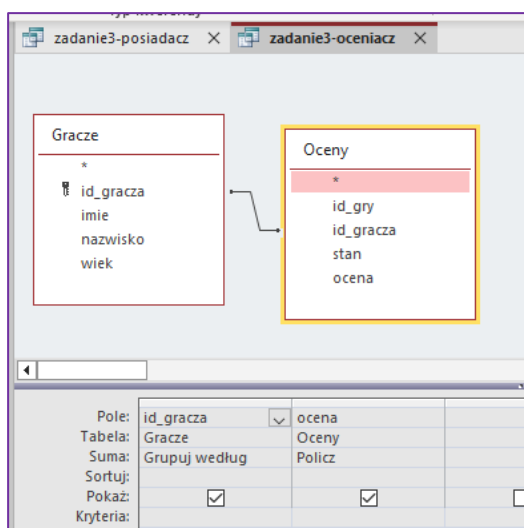 zadanie3-posiadacz
zadanie3-oceniacz
Gracze
*
id_gracza
imie
nazwisko
wiek
Oceny
*
id_gry
id_gracza
stan
ocena
Pole: id_gracza ocena
Tabela: Gracze Oceny
Suma: Grupuj według Policz
Sortuj:
Pokaż:
Kryteria: